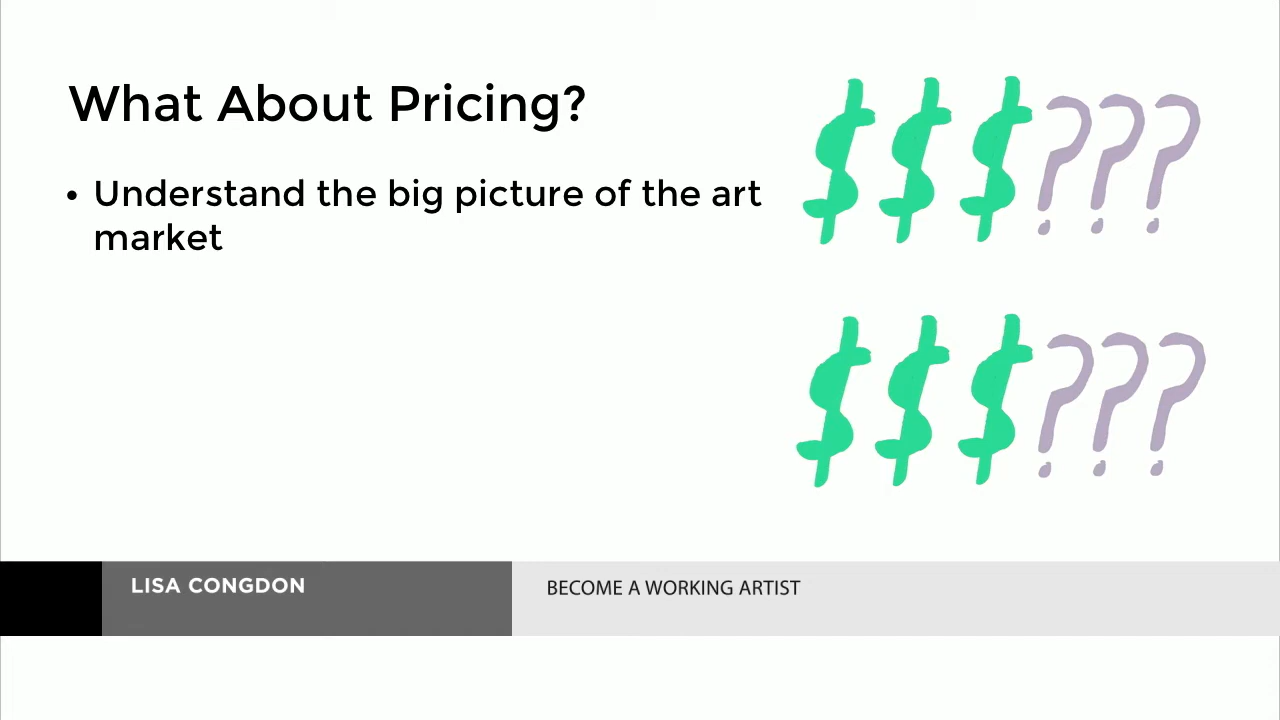 What About Pricing?
• Understand the big picture of the art
market
$$$???
$$$???
LISA CONGDON
BECOME A WORKING ARTIST